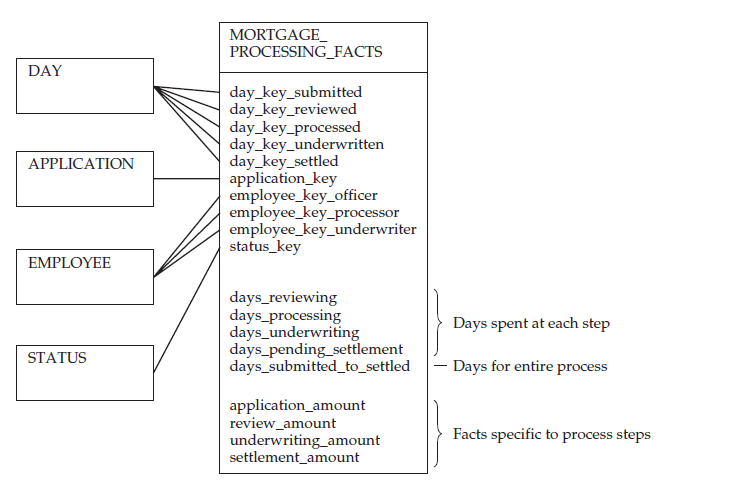 MORTGAGE_
PROCESSING_FACTS
DAY
day_key_submitted
day_key_reviewed
day_key_processed
day_key_underwritten
day_key_settled
APPLICATION
application_key
employee_key_officer
employee_key_processor
employee_key_underwriter
status_key
EMPLOYEE
days_reviewing
days_processing
days_underwriting
days_pending_settlement
Days spent at each step
STATUS
days_submitted_to_settled
Days for entire process
application_amount
review_amount
underwriting_amount
settlement_amount
Facts specific to process steps